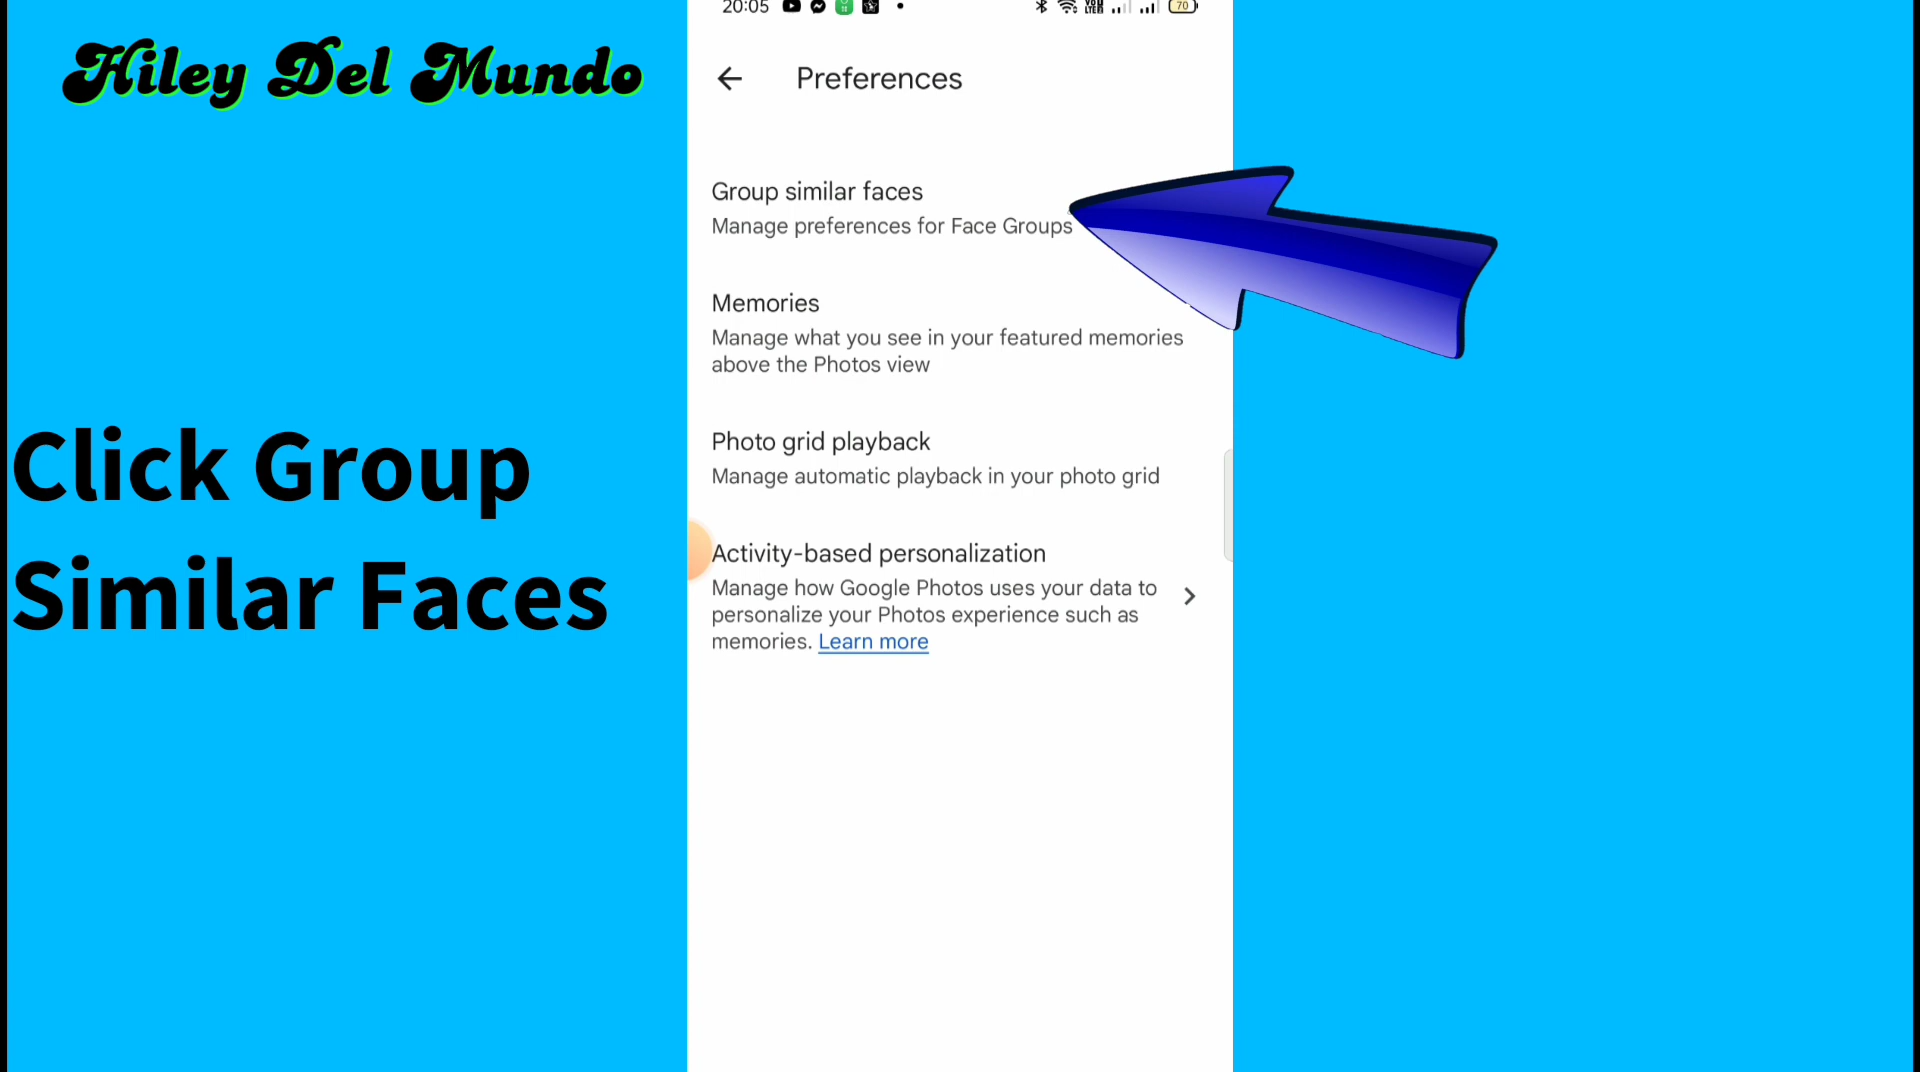 Hiley Del Mundo
20:05
VoLTE
70
Preferences
Group similar faces
Manage preferences for Face Groups
Memories
Manage what you see in your featured memories
above the Photos view
Photo grid playback
Manage automatic playback in your photo grid
Activity-based personalization
Manage how Google Photos uses your data to
personalize your Photos experience such as
memories. Learn more
Click Group
Similar Faces